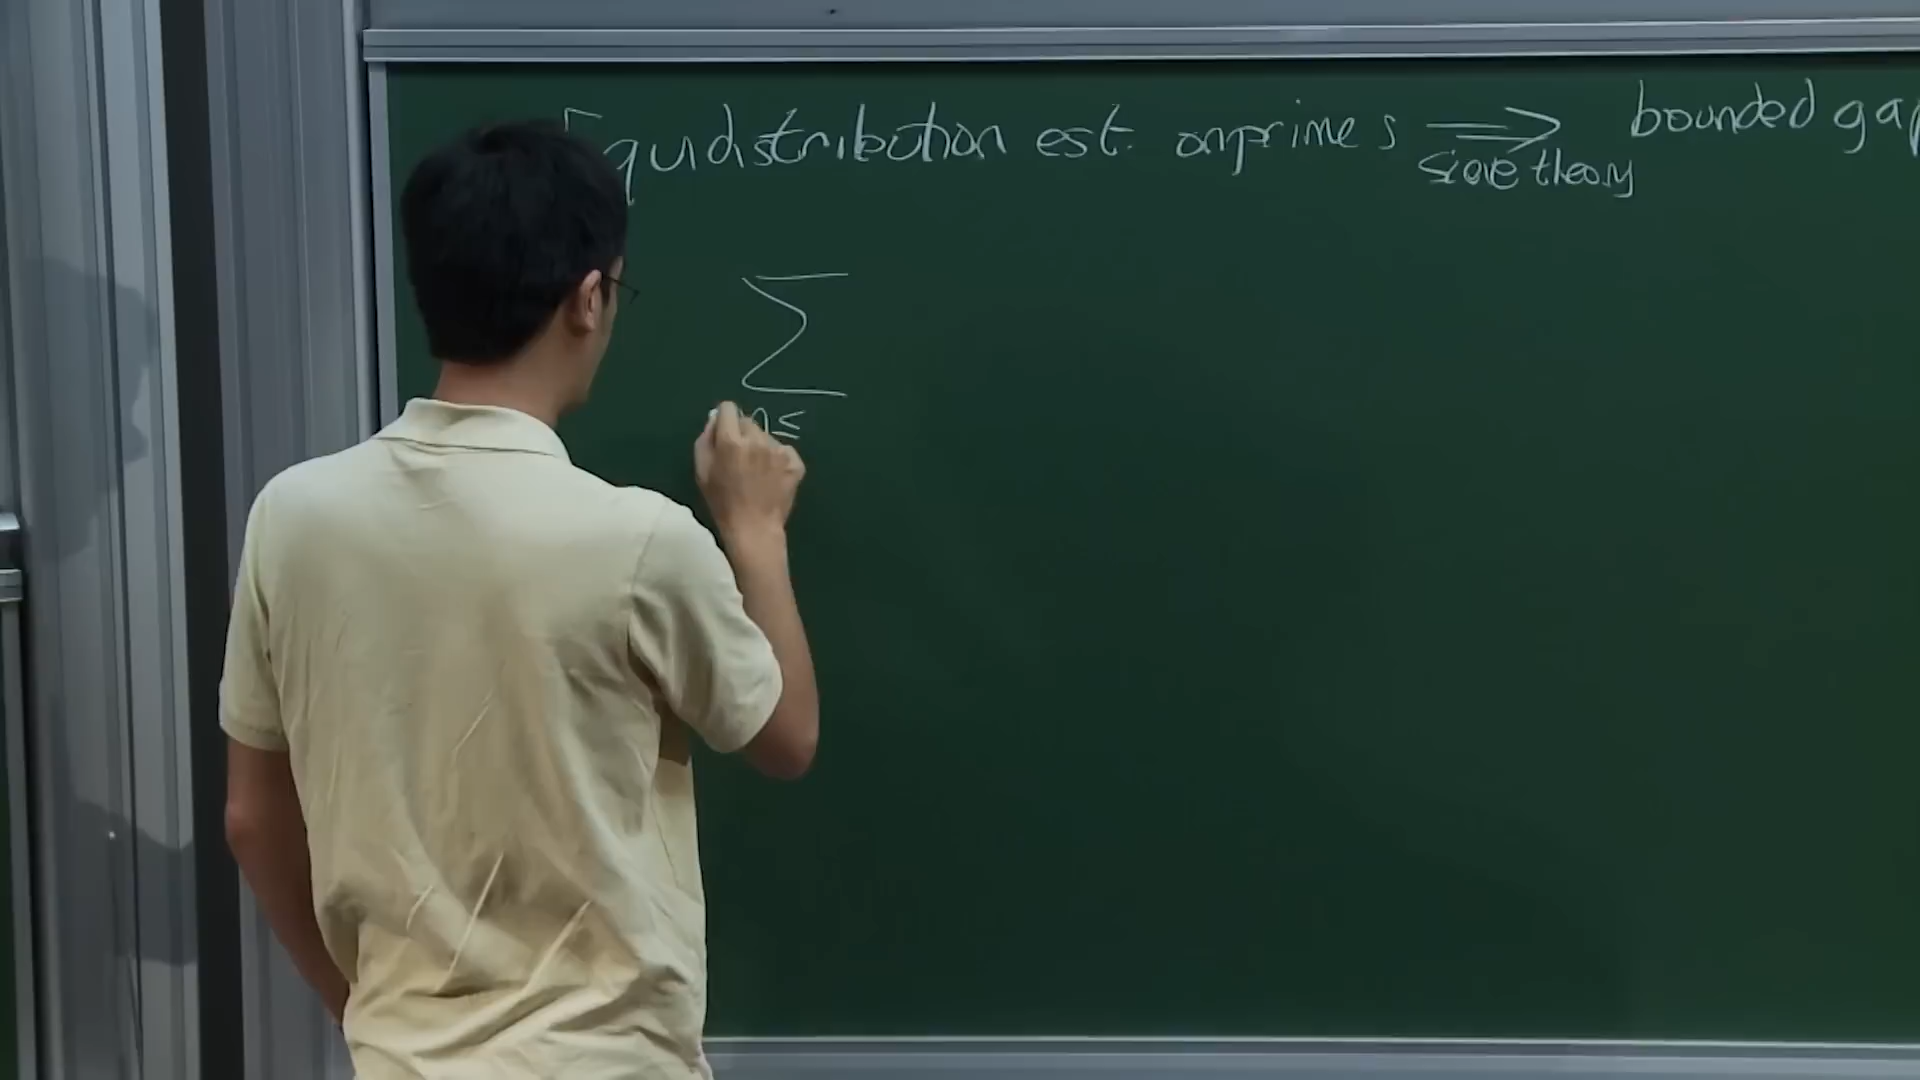 Equidistribution est. on primes ⟹ bounded gap
sieve theory
∑
n≤